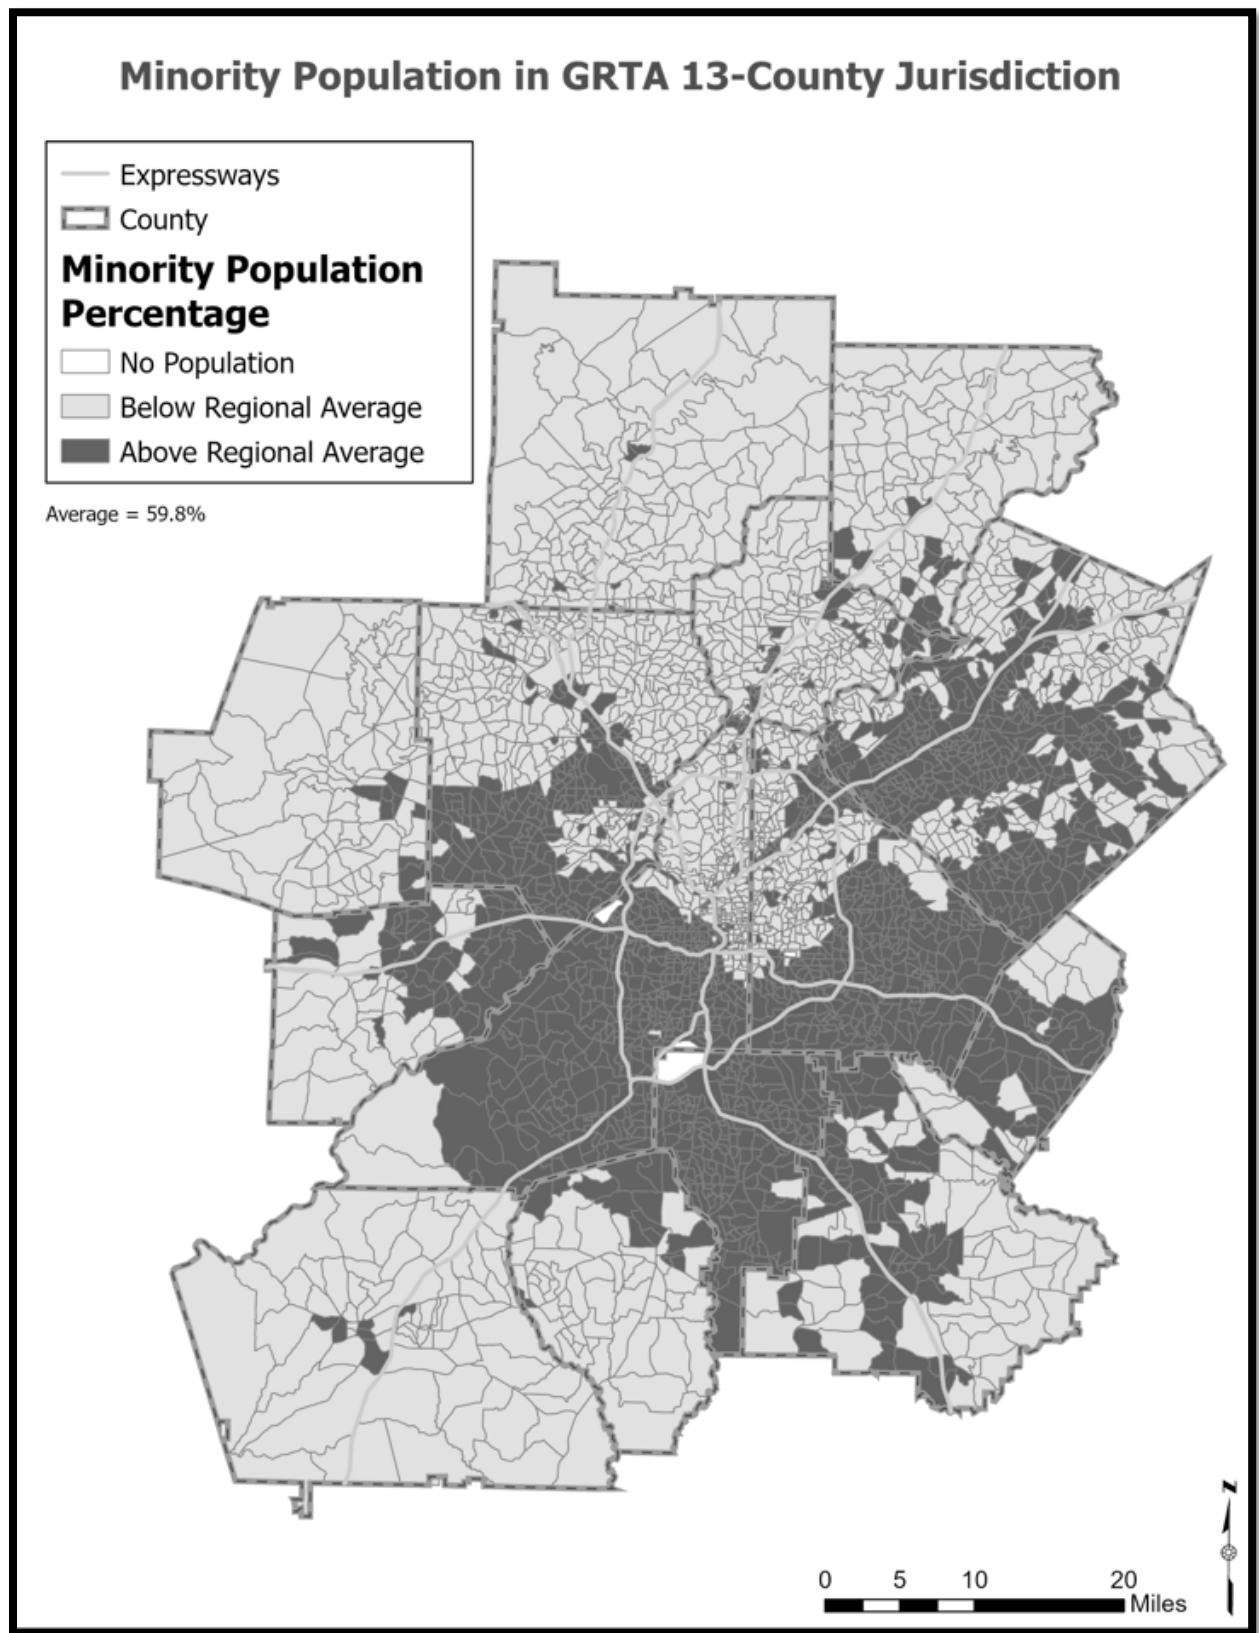 Minority Population in GRTA 13-County Jurisdiction
Expressways
County
Minority Population
Percentage
No Population
Below Regional Average
Above Regional Average
Average = 59.8%
N
0 5 10 20
Miles